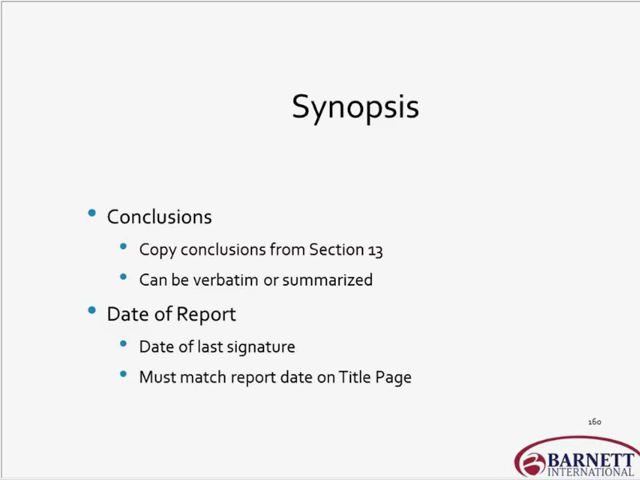 Synopsis
• Conclusions
• Copy conclusions from Section 13
• Can be verbatim or summarized
• Date of Report
• Date of last signature
• Must match report date on Title Page
160
BARNETT
INTERNATIONAL